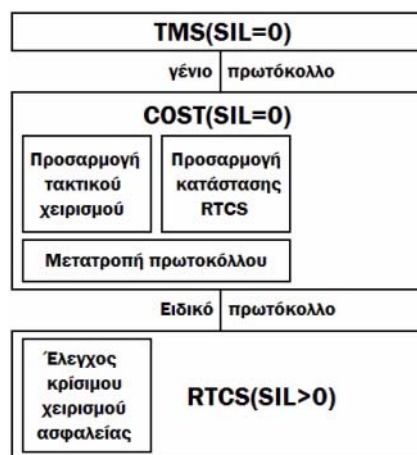 TMS(SIL=0)
γένιο πρωτόκολλο
COST(SIL=0)
Προσαρμογή
τακτικού
χειρισμού
Προσαρμογή
κατάστασης
RTCS
Μετατροπή πρωτοκόλλου
Ειδικό πρωτόκολλο
Έλεγχος
κρίσιμου
χειρισμού
ασφαλείας
RTCS(SIL>0)